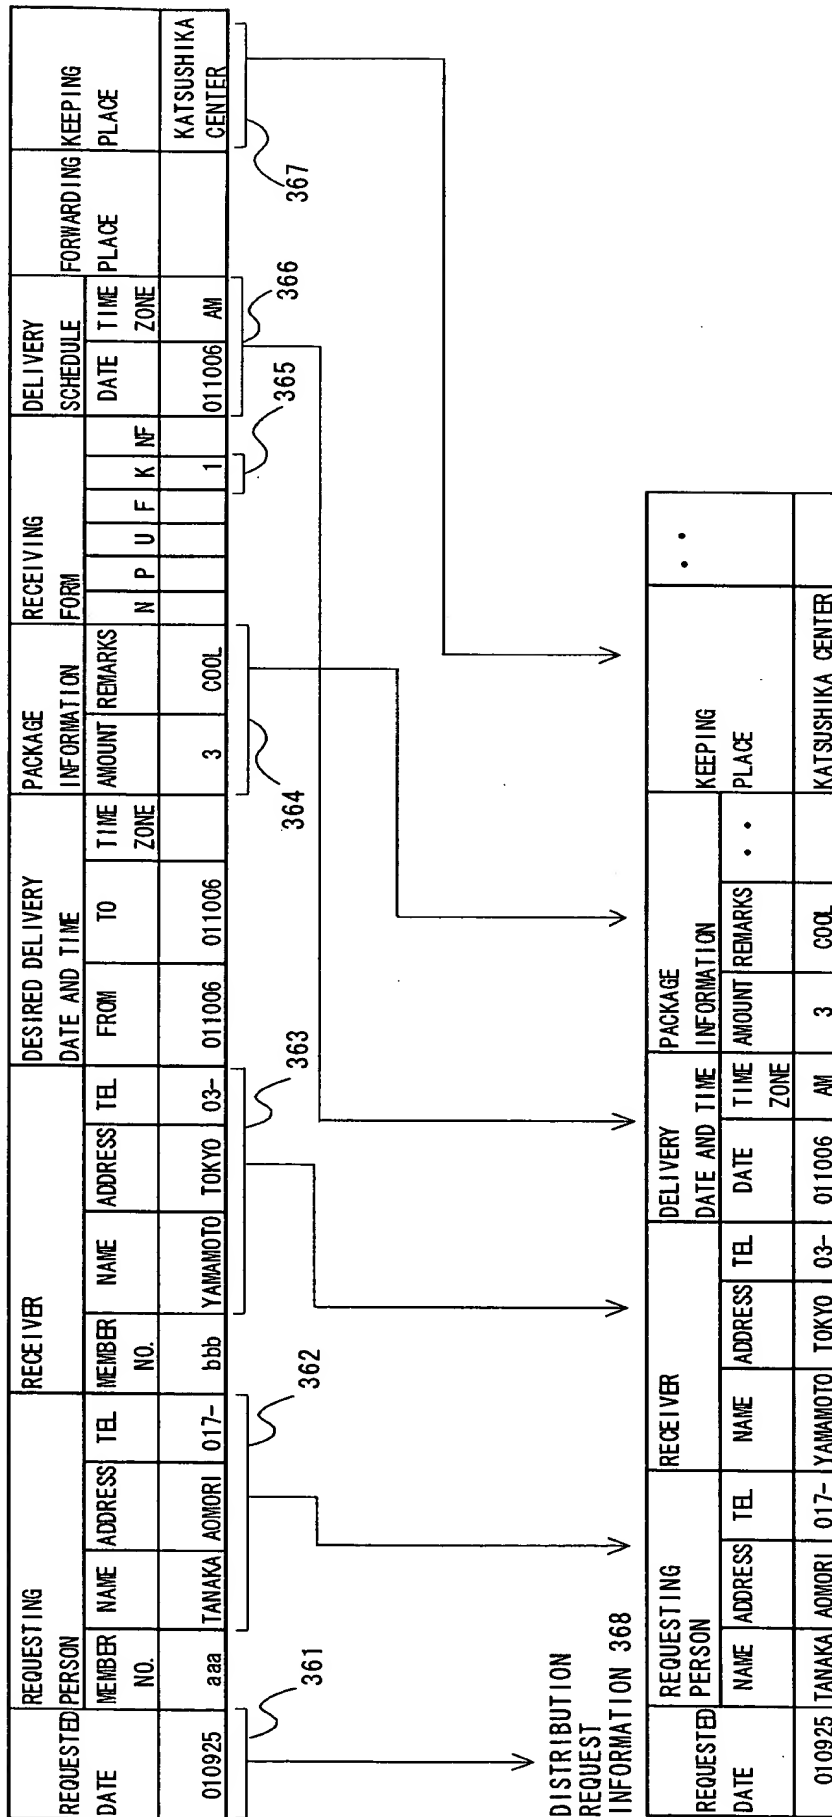 REQUESTED DATE
REQUESTING PERSON
RECEIVER
DESIRED DELIVERY DATE AND TIME
PACKAGE INFORMATION
RECEIVING FORM
DELIVERY SCHEDULE
FORWARDING PLACE
KEEPING PLACE
MEMBER NO. NAME ADDRESS TEL
MEMBER NO. NAME ADDRESS TEL
FROM TO TIME ZONE
AMOUNT REMARKS
N P U F K NF
DATE TIME ZONE
010925 aaa TANAKA AOMORI 017- bbb YAMAMOTO TOKYO 03- 011006 011006 3 COOL 1 011006 AM KATSUSHIKA CENTER
361
362
363
364
365
366
367
DISTRIBUTION
REQUEST
INFORMATION 368
REQUESTED DATE
REQUESTING PERSON
RECEIVER
DELIVERY DATE AND TIME
PACKAGE INFORMATION
KEEPING PLACE
. .
NAME ADDRESS TEL
NAME ADDRESS TEL
DATE TIME ZONE
AMOUNT REMARKS . .
010925 TANAKA AOMORI 017- YAMAMOTO TOKYO 03- 011006 AM 3 COOL KATSUSHIKA CENTER